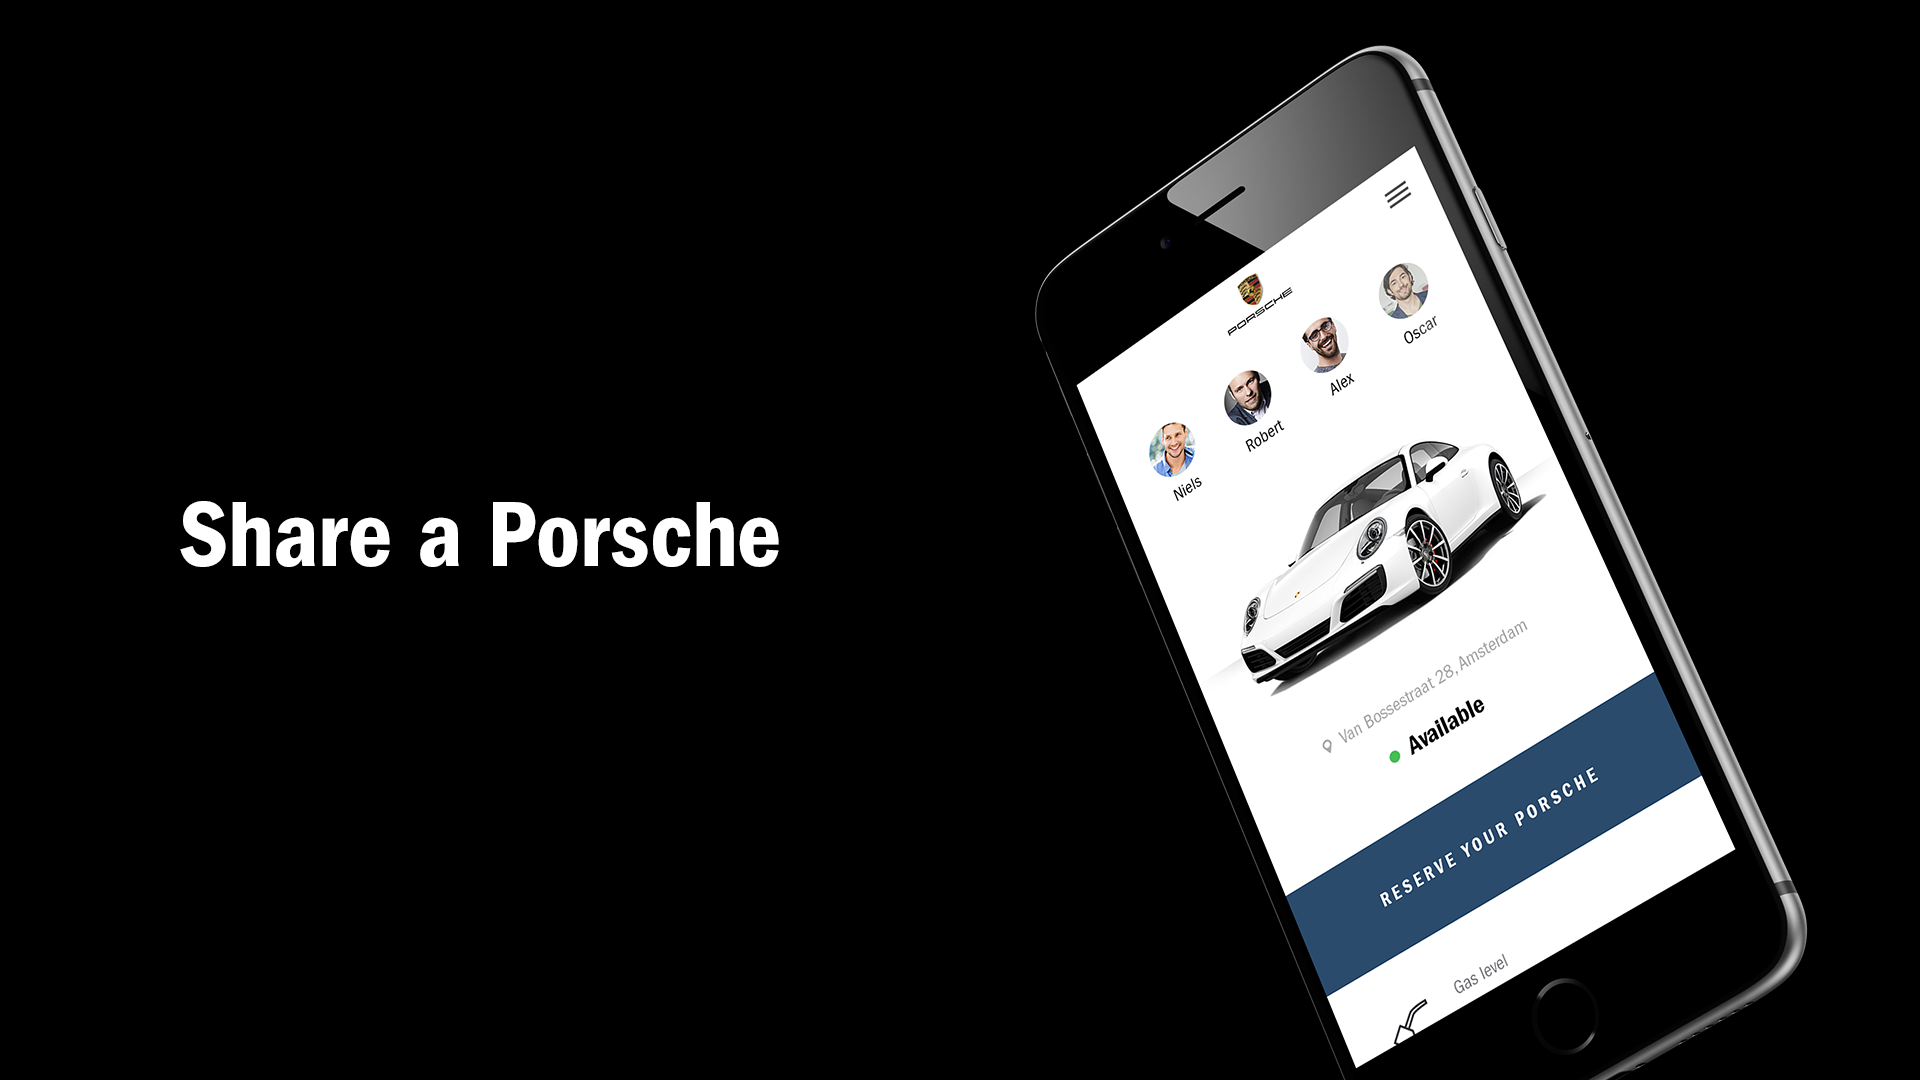 Share a Porsche
PORSCHE
Niels
Robert
Alex
Oscar
Van Bossestraat 28, Amsterdam
Available
RESERVE YOUR PORSCHE
Gas level